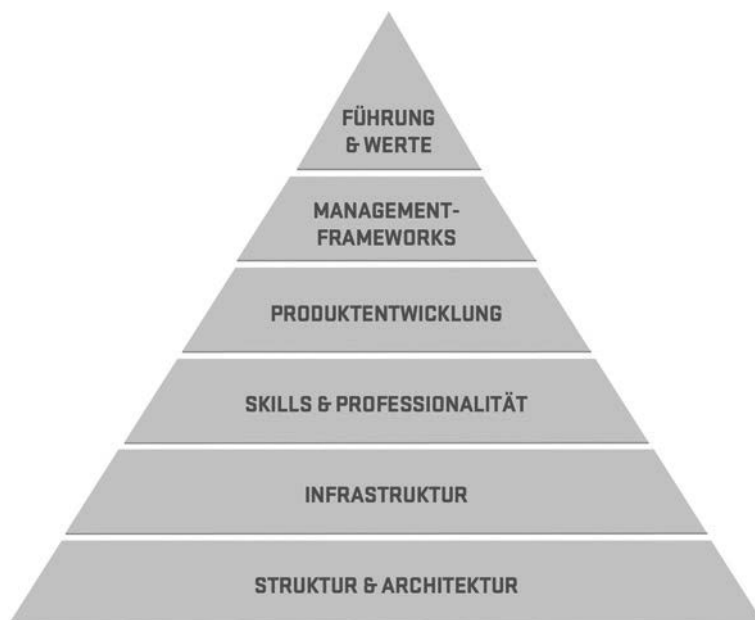 FÜHRUNG
& WERTE
MANAGEMENT-
FRAMEWORKS
PRODUKTENTWICKLUNG
SKILLS & PROFESSIONALITÄT
INFRASTRUKTUR
STRUKTUR & ARCHITEKTUR